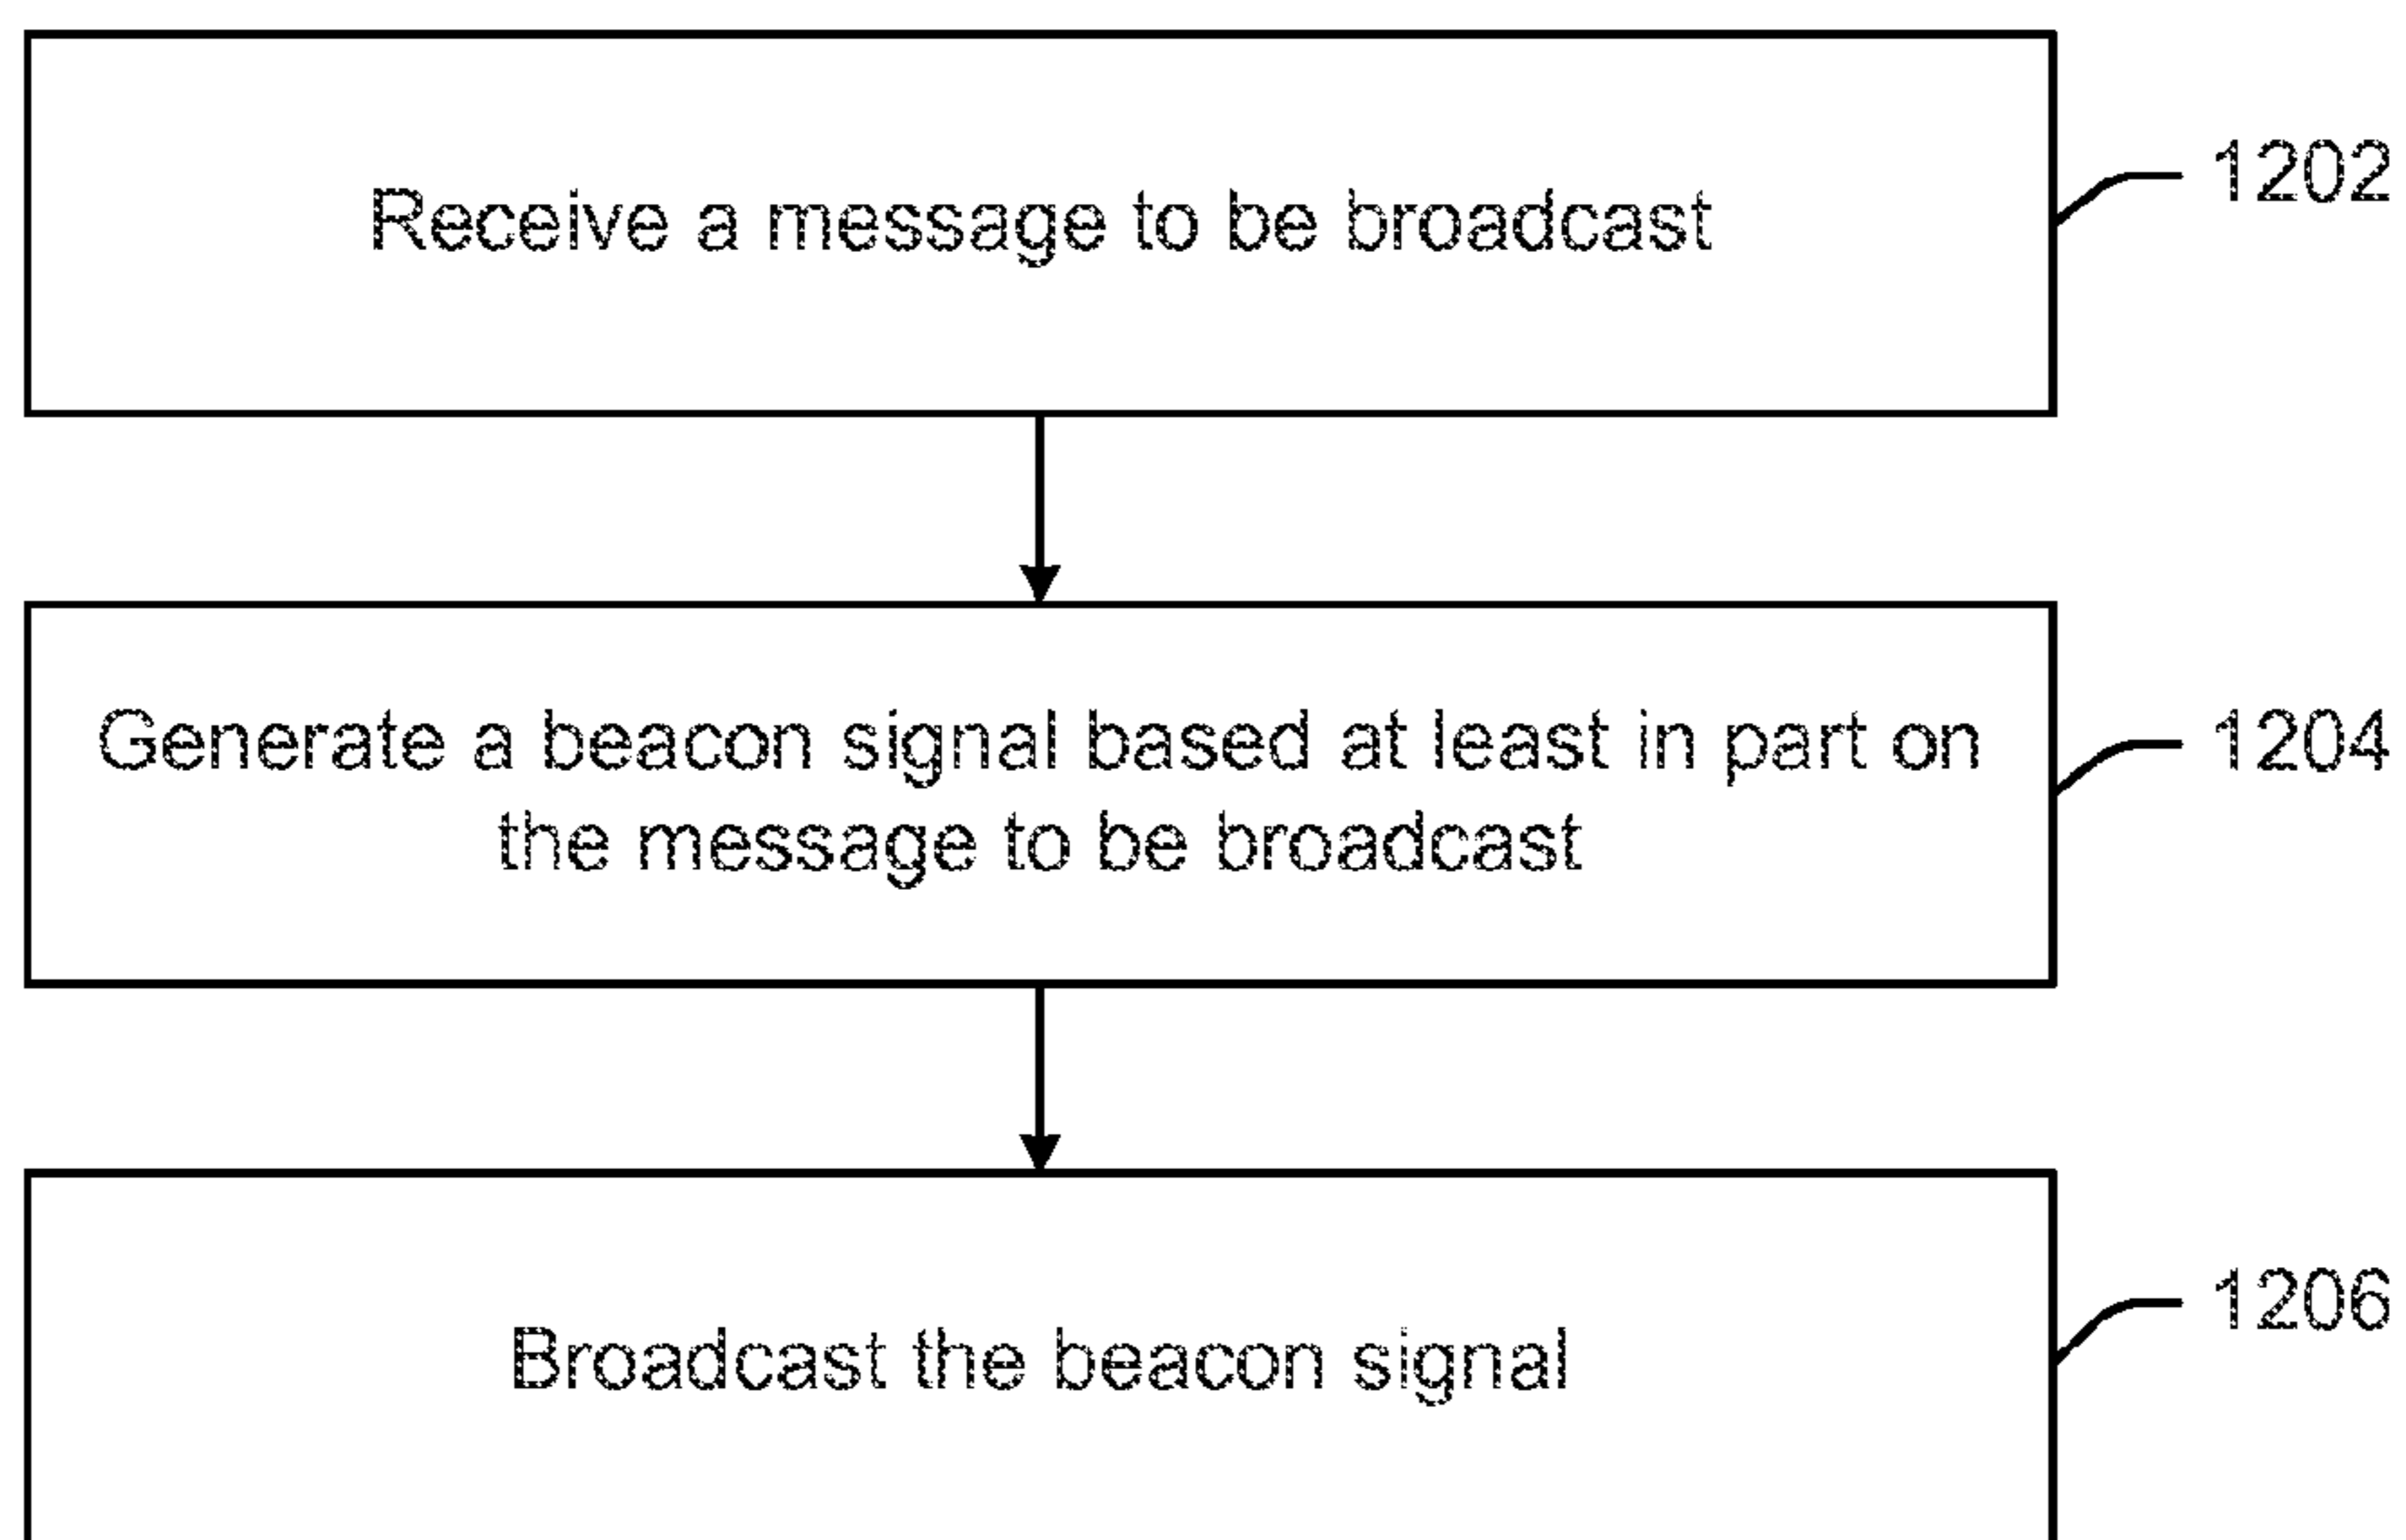 Receive a message to be broadcast
1202
Generate a beacon signal based at least in part on
the message to be broadcast
1204
Broadcast the beacon signal
1206